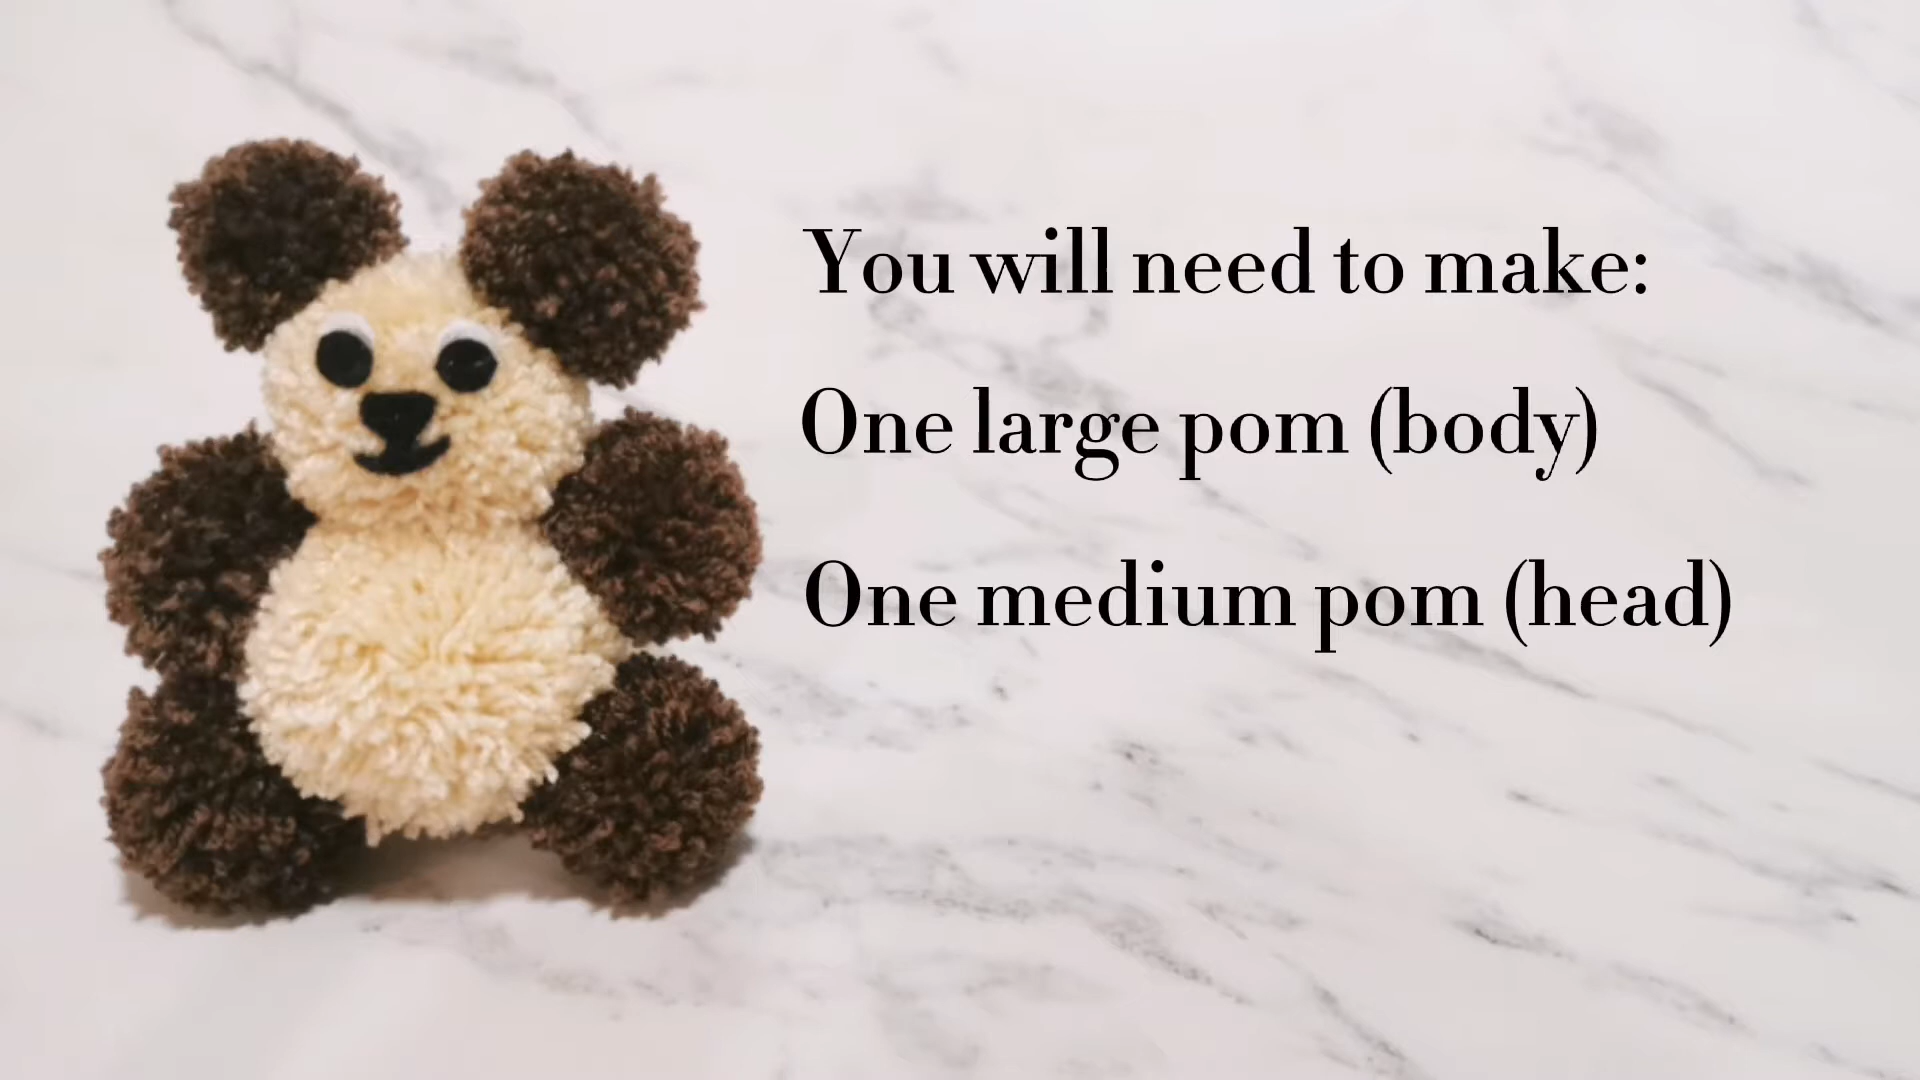 You will need to make:
One large pom (body)
One medium pom (head)